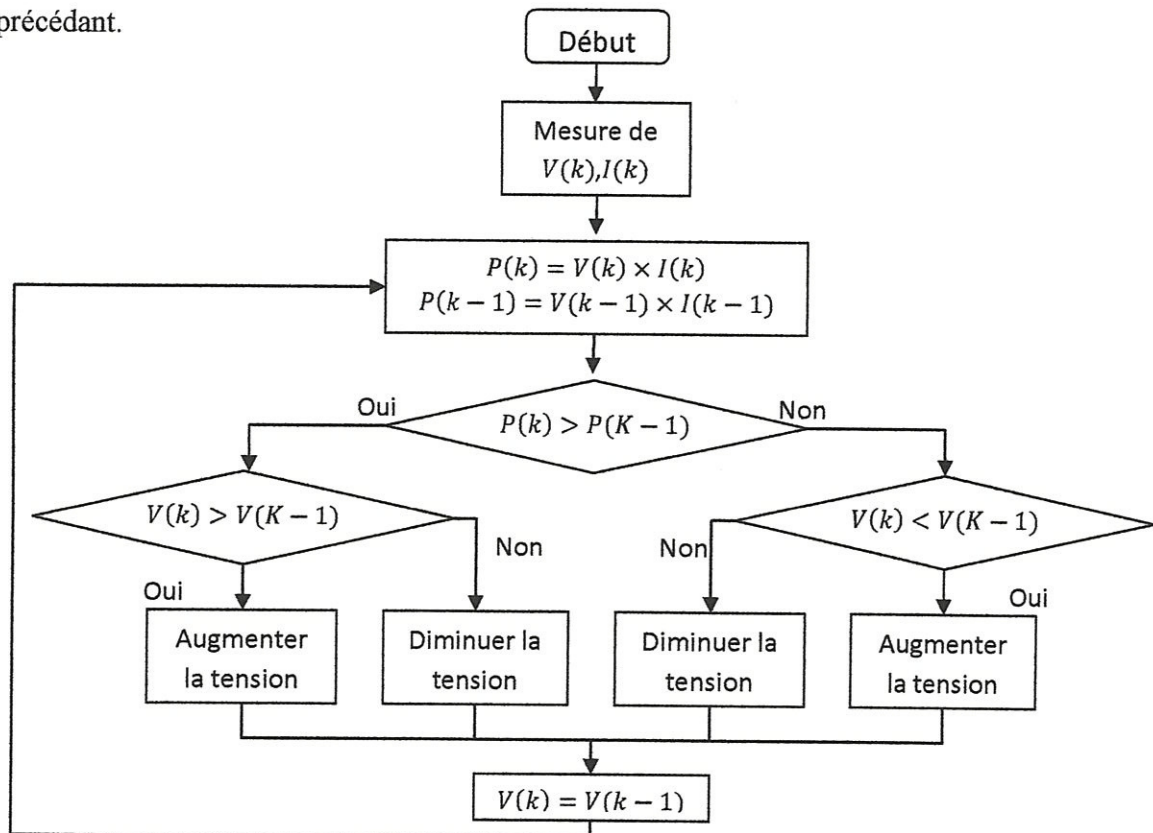 précédant.
Début
Mesure de
V(k),I(k)
P(k) = V(k) × I(k)
P(k − 1) = V(k − 1) × I(k − 1)
Oui
P(k) > P(K − 1)
Non
V(k) > V(K − 1)
V(k) < V(K − 1)
Non
Non
Oui
Oui
Augmenter
la tension
Diminuer la
tension
Diminuer la
tension
Augmenter
la tension
V(k) = V(k − 1)